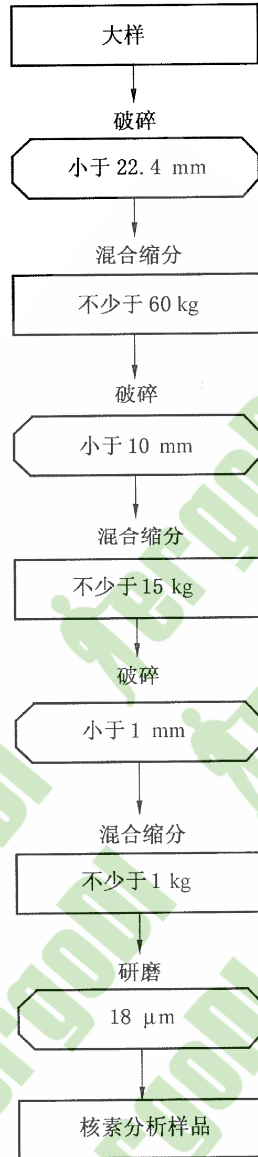 大样
破碎
小于 22.4 mm
混合缩分
不少于 60 kg
破碎
小于 10 mm
混合缩分
不少于 15 kg
破碎
小于 1 mm
混合缩分
不少于 1 kg
研磨
18 μm
核素分析样品